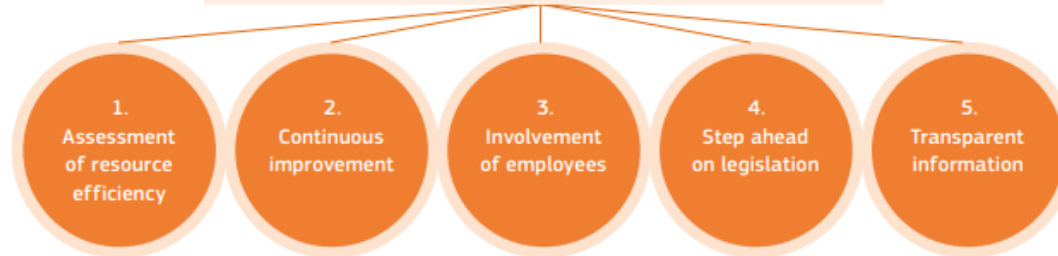 1.
Assessment
of resource
efficiency
2.
Continuous
improvement
3.
Involvement
of employees
4.
Step ahead
on legislation
5.
Transparent
information